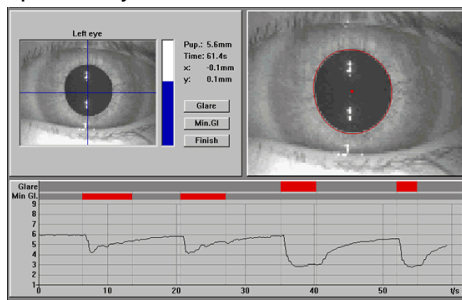 Left eye
Pup.: 5.6mm
Time: 61.4s
x: -0.1mm
y: 0.1mm
Glare
Min.Gl
Finish
Glare
Min Gl.
9
8
7
6
5
4
3
2
1
0 10 20 30 40 50 t/s